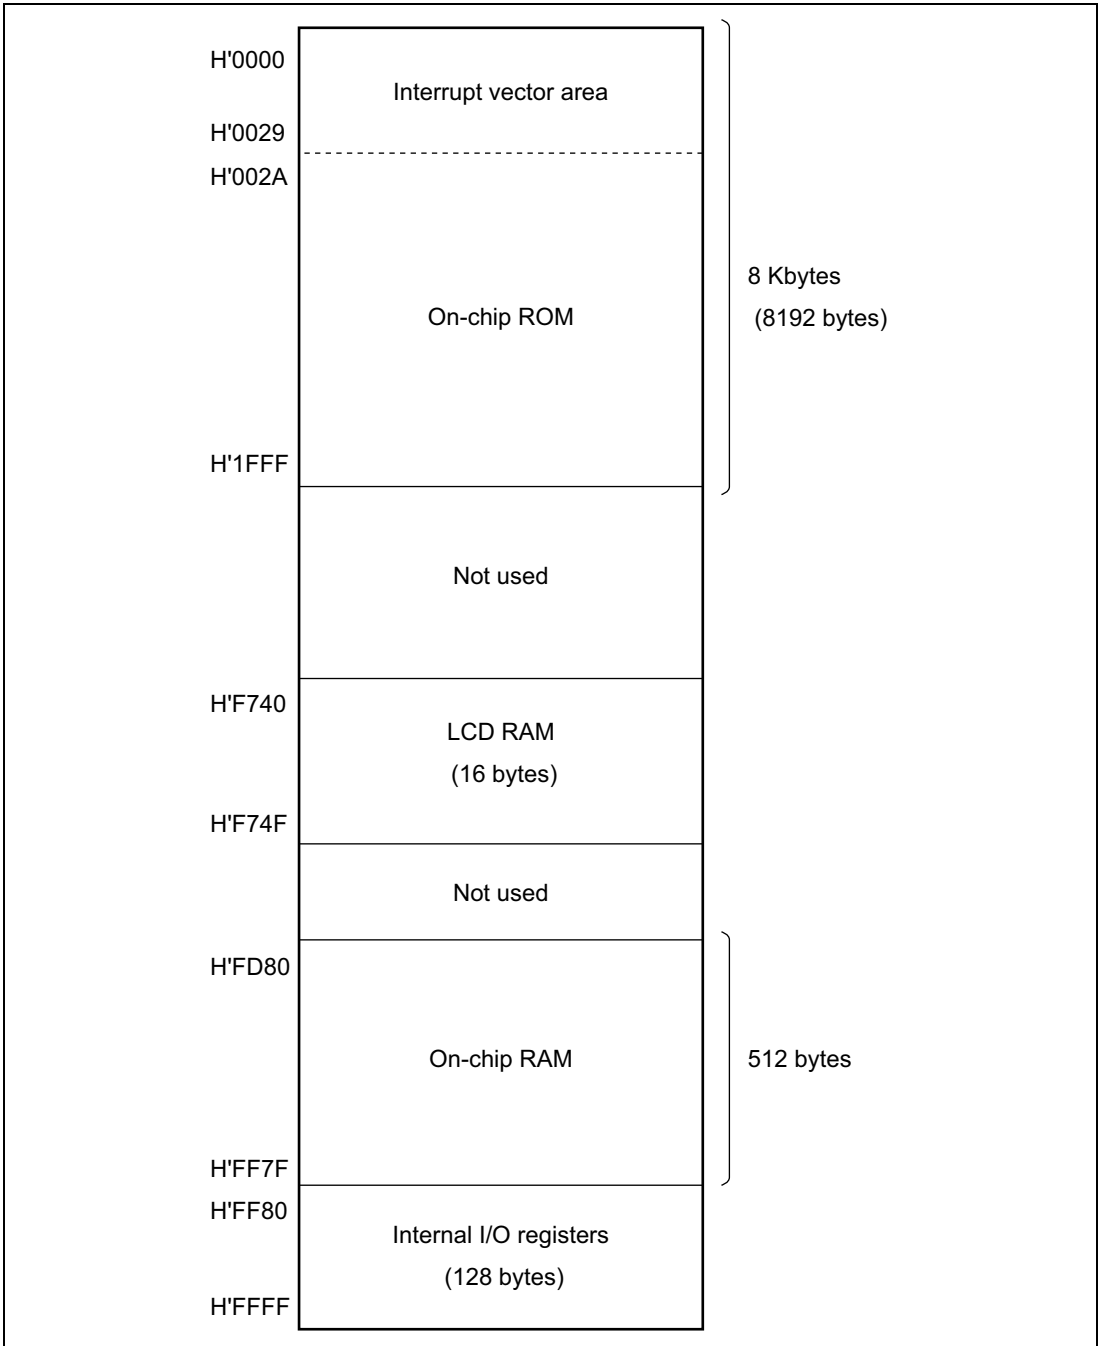 H'0000
Interrupt vector area
H'0029
H'002A
8 Kbytes
(8192 bytes)
On-chip ROM
H'1FFF
Not used
H'F740
LCD RAM
(16 bytes)
H'F74F
Not used
H'FD80
On-chip RAM
512 bytes
H'FF7F
H'FF80
Internal I/O registers
(128 bytes)
H'FFFF